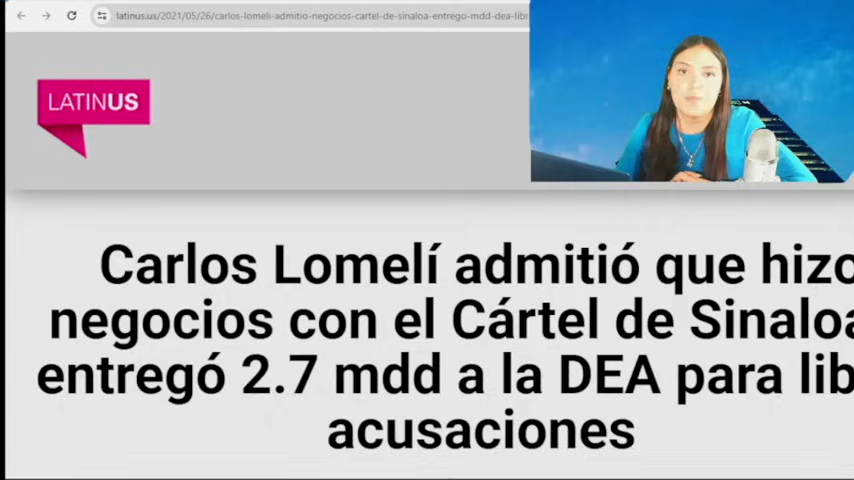 latinus.us/2021/05/26/carlos-lomeli-admitio-negocios-cartel-de-sinaloa-entrego-mdd-dea-libr
LATINUS
Carlos Lomelí admitió que hizo
negocios con el Cártel de Sinaloa
entregó 2.7 mdd a la DEA para lib
acusaciones